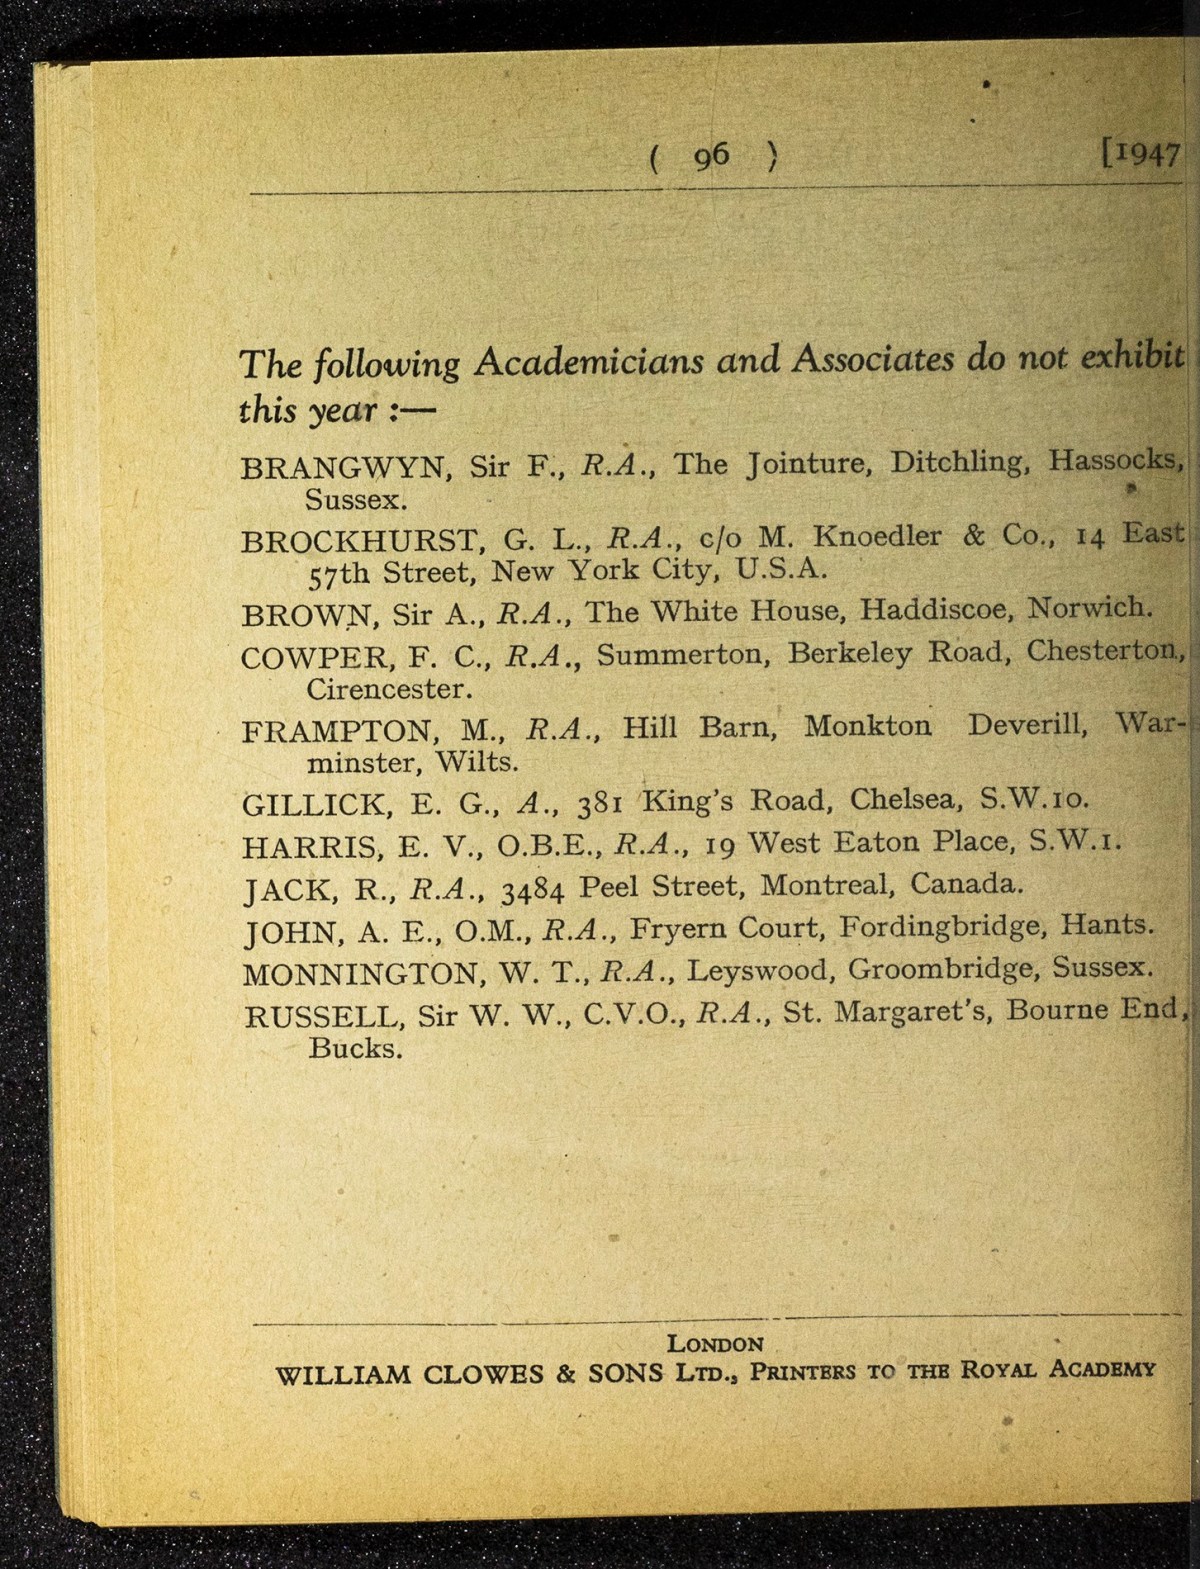 ( 96 ) [1947
The following Academicians and Associates do not exhibit
this year :—
BRANGWYN, Sir F., R.A., The Jointure, Ditchling, Hassocks,
Sussex.
BROCKHURST, G. L., R.A., c/o M. Knoedler & Co., 14 East
57th Street, New York City, U.S.A.
BROWN, Sir A., R.A., The White House, Haddiscoe, Norwich.
COWPER, F. C., R.A., Summerton, Berkeley Road, Chesterton,
Cirencester.
FRAMPTON, M., R.A., Hill Barn, Monkton Deverill, War-
minster, Wilts.
GILLICK, E. G., A., 381 King's Road, Chelsea, S.W.10.
HARRIS, E. V., O.B.E., R.A., 19 West Eaton Place, S.W.1.
JACK, R., R.A., 3484 Peel Street, Montreal, Canada.
JOHN, A. E., O.M., R.A., Fryern Court, Fordingbridge, Hants.
MONNINGTON, W. T., R.A., Leyswood, Groombridge, Sussex.
RUSSELL, Sir W. W., C.V.O., R.A., St. Margaret's, Bourne End,
Bucks.
LONDON
WILLIAM CLOWES & SONS LTD., PRINTERS TO THE ROYAL ACADEMY